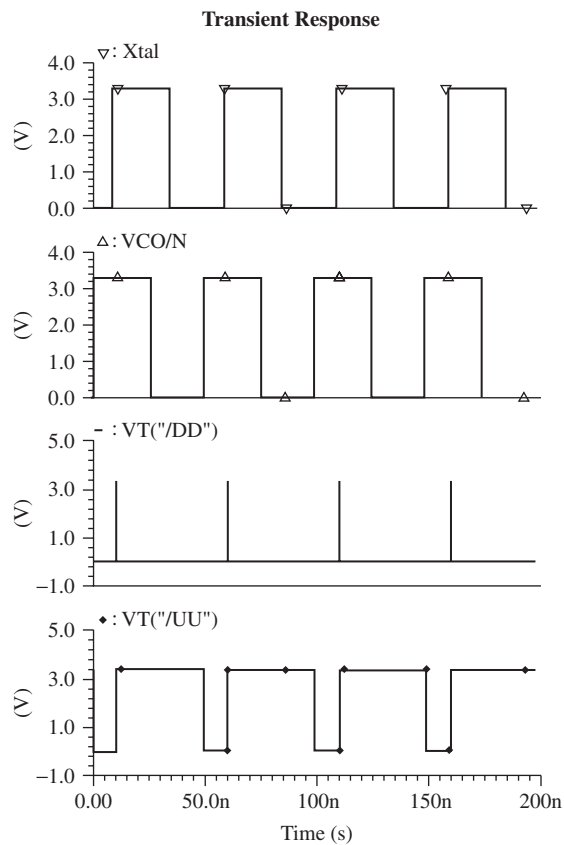 Transient Response
▽: Xtal
4.0
3.0
2.0
1.0
0.0
(V)
△: VCO/N
4.0
3.0
2.0
1.0
0.0
(V)
–: VT("/DD")
5.0
3.0
1.0
−1.0
(V)
◆: VT("/UU")
5.0
3.0
1.0
−1.0
(V)
0.00 50.0n 100n 150n 200n
Time (s)